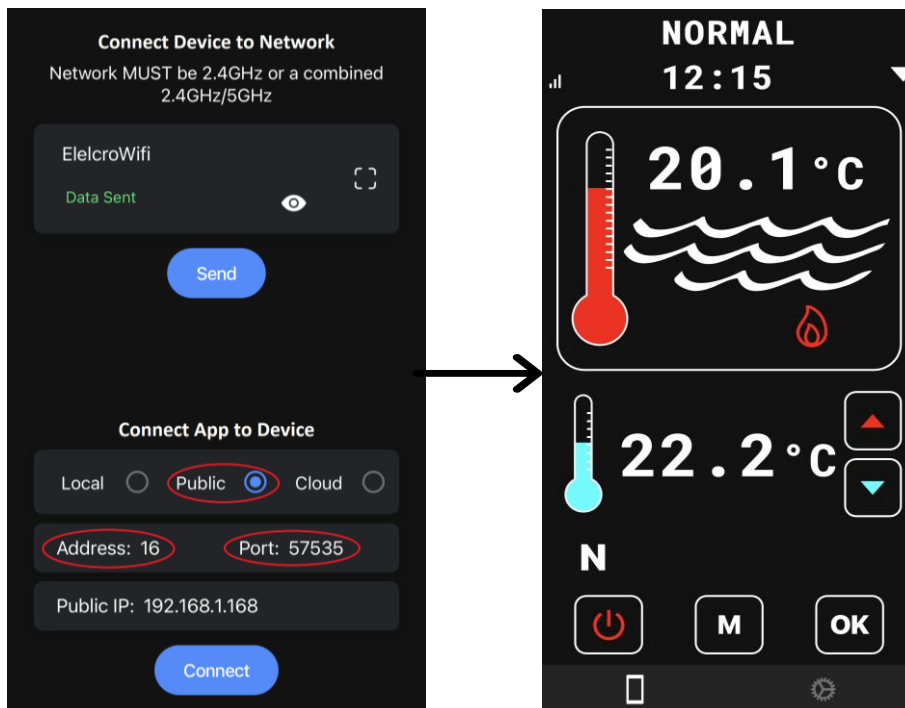 Connect Device to Network
Network MUST be 2.4GHz or a combined
2.4GHz/5GHz
ElelcroWifi
Data Sent
Send
Connect App to Device
Local Public Cloud
Address: 16 Port: 57535
Public IP: 192.168.1.168
Connect
NORMAL
12:15
20.1°C
22.2°C
N
M OK